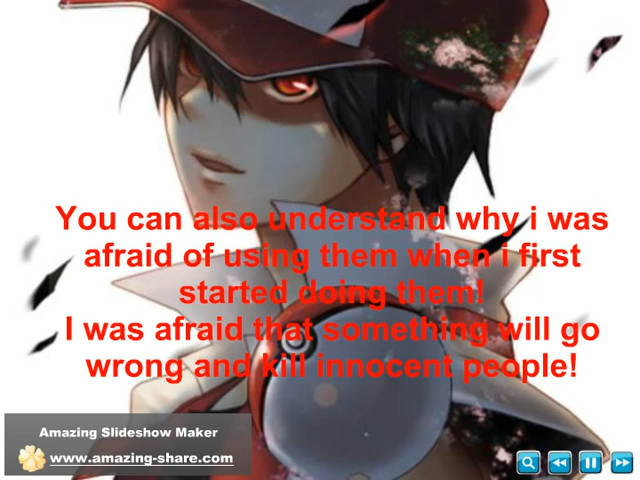 You can also understand why i was
afraid of using them when i first
started doing them!
I was afraid that something will go
wrong and kill innocent people!
Amazing Slideshow Maker
www.amazing-share.com